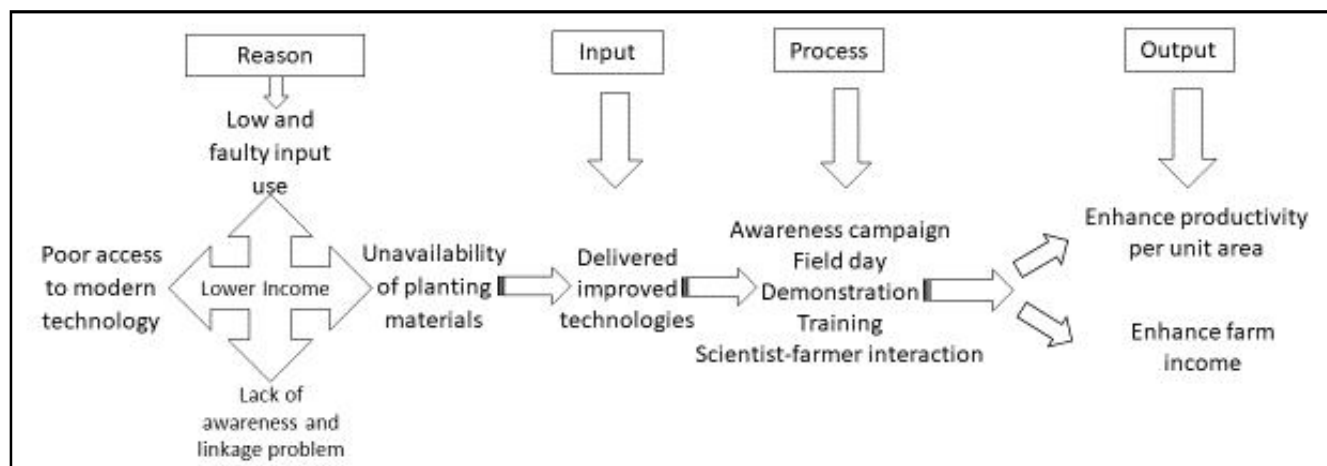 Reason
Input
Process
Output
Low and
faulty input
use
Poor access
to modern
technology
Lower Income
Unavailability
of planting
materials
Lack of
awareness and
linkage problem
Delivered
improved
technologies
Awareness campaign
Field day
Demonstration
Training
Scientist-farmer interaction
Enhance productivity
per unit area
Enhance farm
income